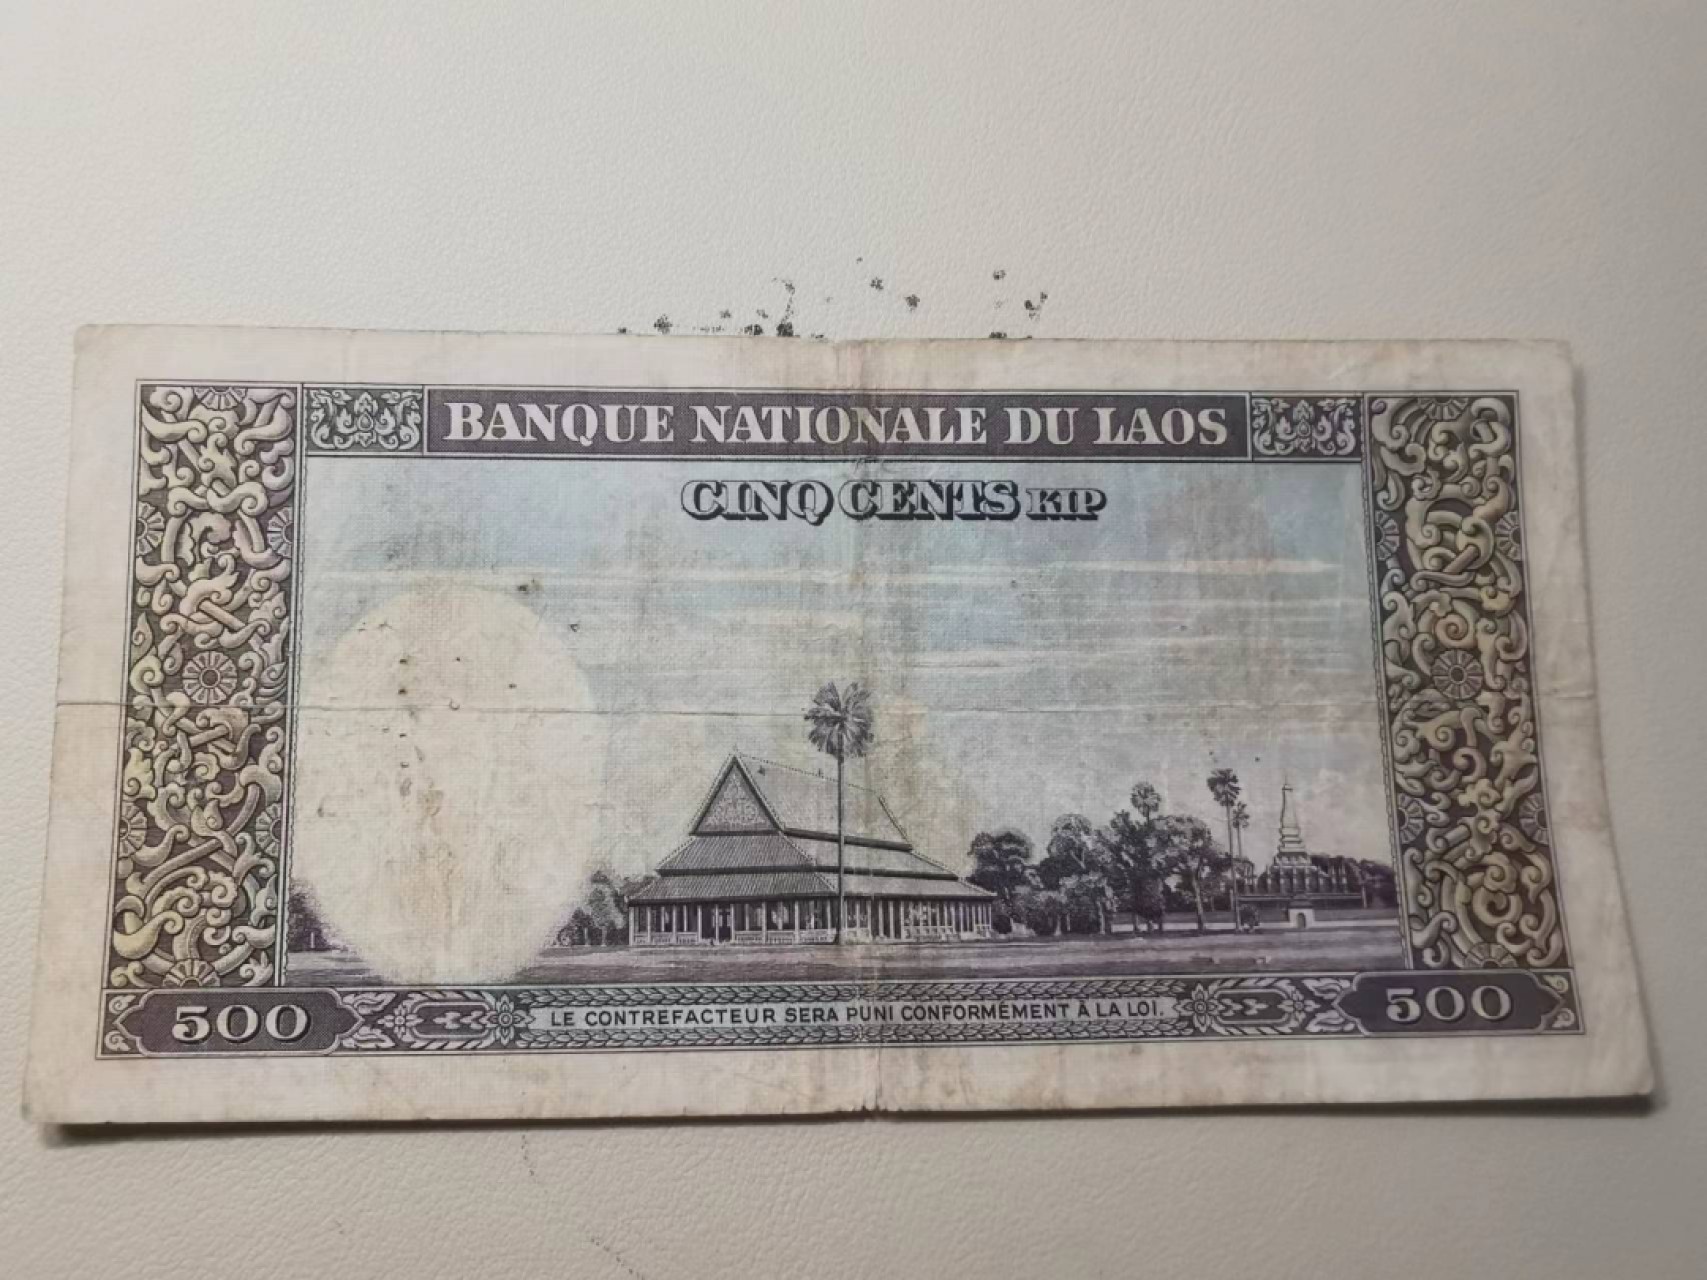 BANQUE NATIONALE DU LAOS
CINQ CENTS KIP
500
LE CONTREFACTEUR SERA PUNI CONFORMÉMENT À LA LOI.
500